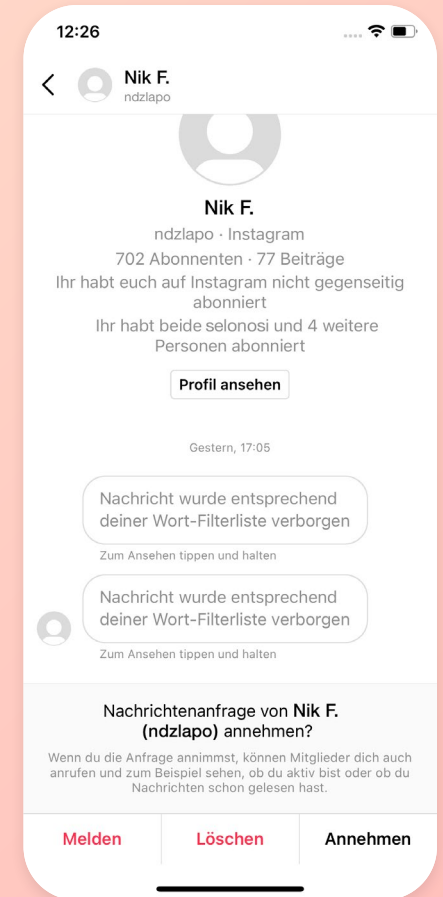 12:26
Nik F.
ndzlapo
Nik F.
ndzlapo · Instagram
702 Abonnenten · 77 Beiträge
Ihr habt euch auf Instagram nicht gegenseitig
abonniert
Ihr habt beide selonosi und 4 weitere
Personen abonniert
Profil ansehen
Gestern, 17:05
Nachricht wurde entsprechend
deiner Wort-Filterliste verborgen
Zum Ansehen tippen und halten
Nachricht wurde entsprechend
deiner Wort-Filterliste verborgen
Zum Ansehen tippen und halten
Nachrichtenanfrage von Nik F.
(ndzlapo) annehmen?
Wenn du die Anfrage annimmst, können Mitglieder dich auch
anrufen und zum Beispiel sehen, ob du aktiv bist oder ob du
Nachrichten schon gelesen hast.
Melden
Löschen
Annehmen